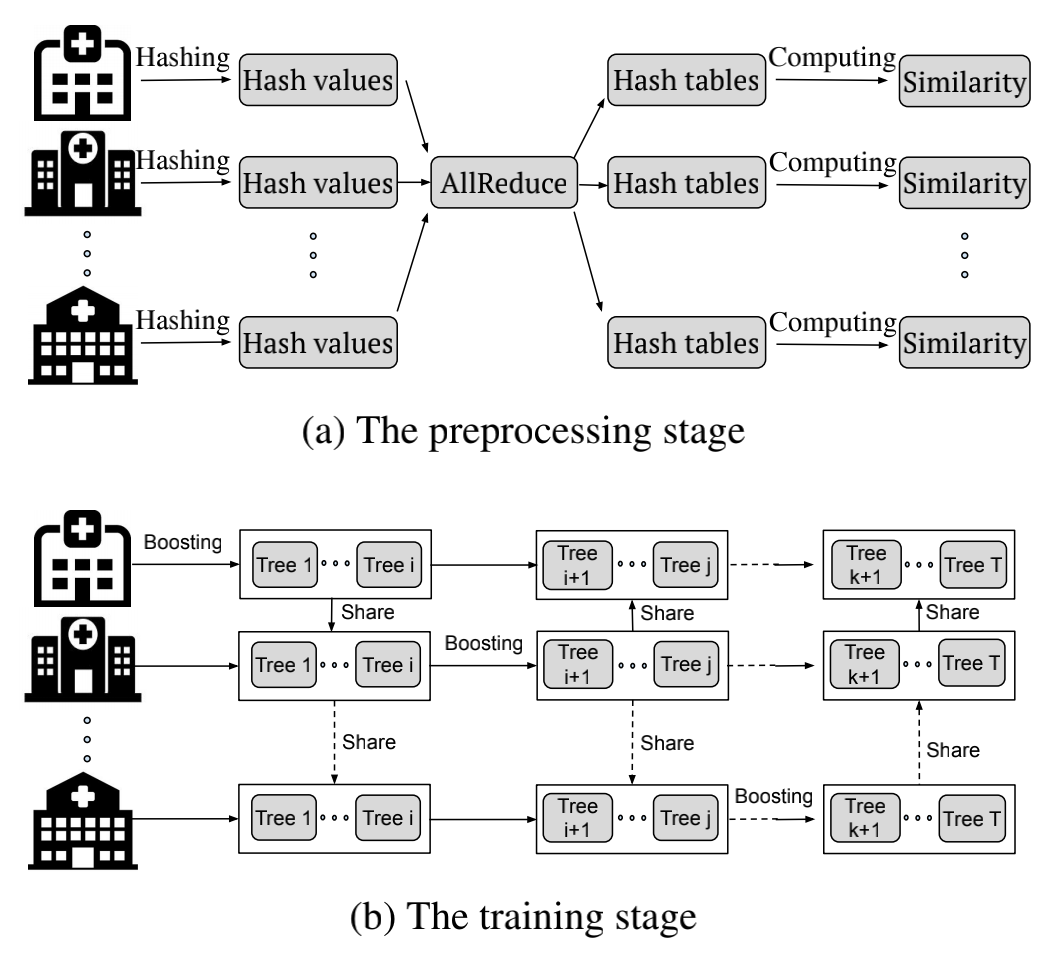 Hashing
Hash values
Hash tables
Computing
Similarity
Hashing
Hash values
AllReduce
Hash tables
Computing
Similarity
Hashing
Hash values
Hash tables
Computing
Similarity
(a) The preprocessing stage
Boosting
Tree 1
Tree i
Tree
i+1
Tree j
Tree
k+1
Tree T
Share
Share
Share
Tree 1
Tree i
Boosting
Tree
i+1
Tree j
Tree
k+1
Tree T
Share
Share
Share
Tree 1
Tree i
Tree
i+1
Tree j
Boosting
Tree
k+1
Tree T
(b) The training stage